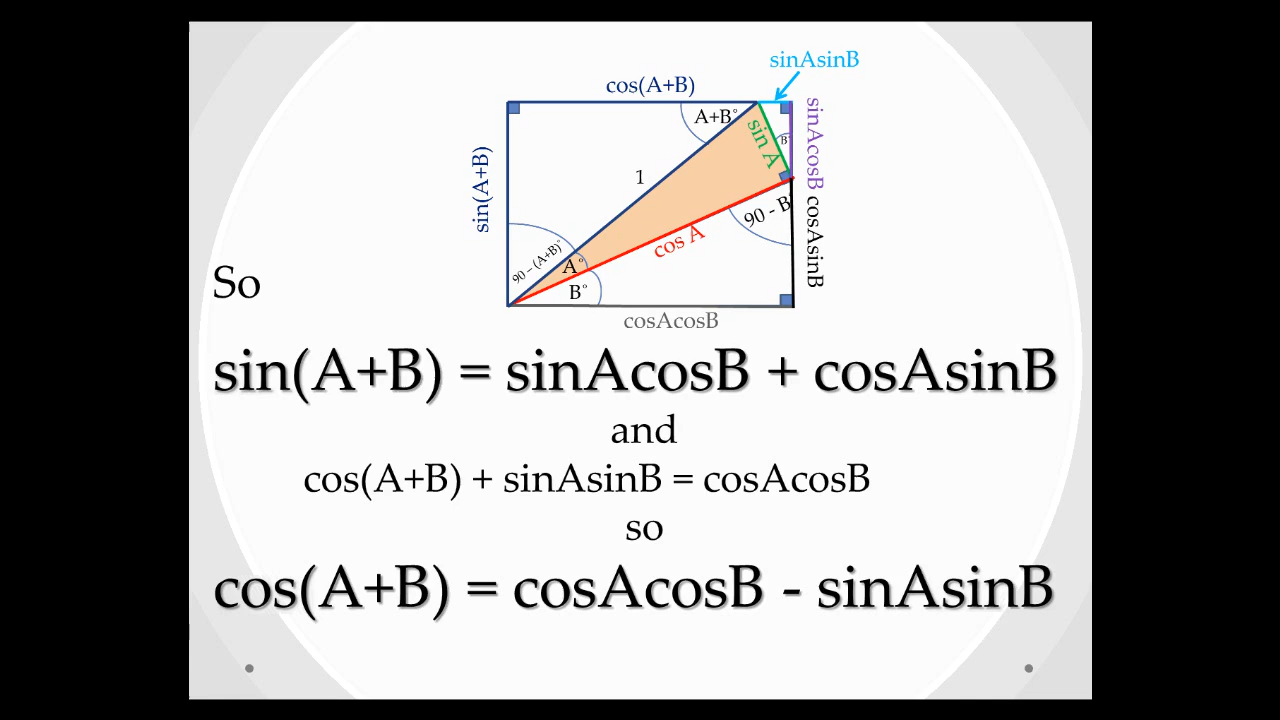 sinAsinB
cos(A+B)
A+B°
sin A
B°
sinAcosB cosAsinB
sin(A+B)
1
90 - B°
cos A
90 – (A+B)°
A°
B°
cosAcosB
So
sin(A+B) = sinAcosB + cosAsinB
and
cos(A+B) + sinAsinB = cosAcosB
so
cos(A+B) = cosAcosB - sinAsinB